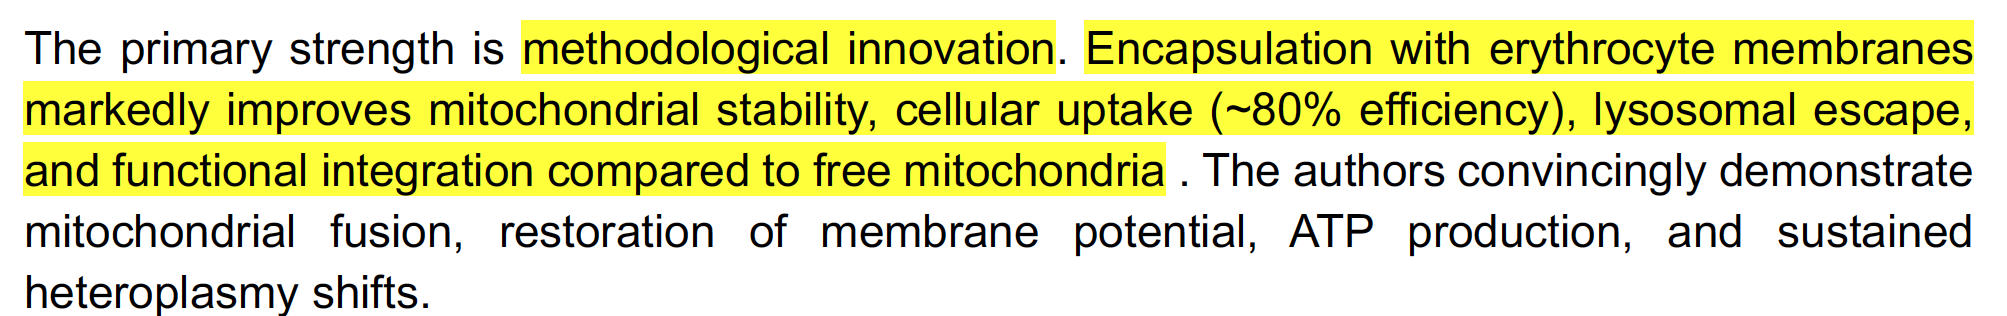 The primary strength is methodological innovation. Encapsulation with erythrocyte membranes
markedly improves mitochondrial stability, cellular uptake (~80% efficiency), lysosomal escape,
and functional integration compared to free mitochondria . The authors convincingly demonstrate
mitochondrial fusion, restoration of membrane potential, ATP production, and sustained
heteroplasmy shifts.